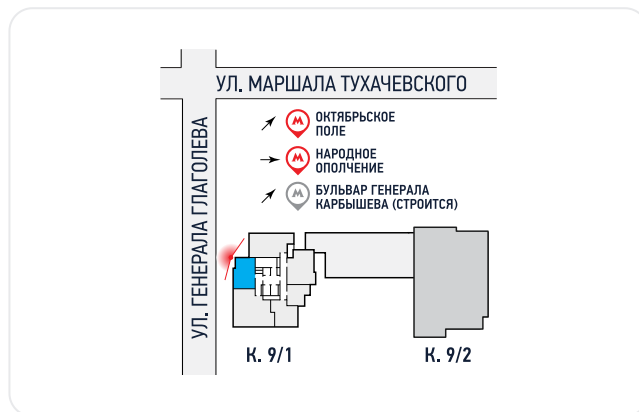 УЛ. МАРШАЛА ТУХАЧЕВСКОГО
УЛ. ГЕНЕРАЛА ГЛАГОЛЕВА
М ОКТЯБРЬСКОЕ
ПОЛЕ
М НАРОДНОЕ
ОПОЛЧЕНИЕ
М БУЛЬВАР ГЕНЕРАЛА
КАРБЫШЕВА (СТРОИТСЯ)
К. 9/1
К. 9/2